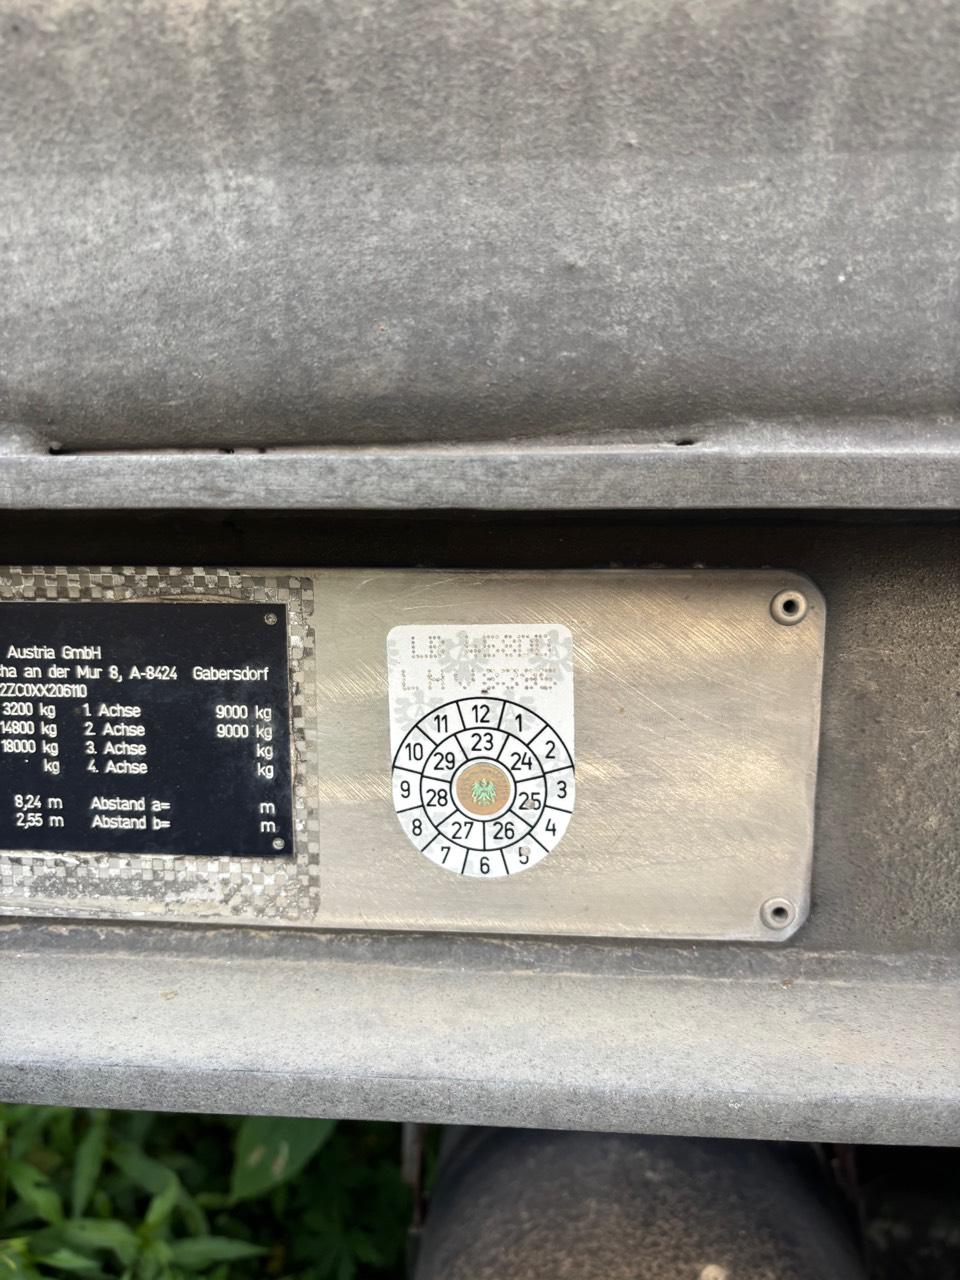 Austria GmbH
an der Mur 8, A-8424 Gabersdorf
2ZC0XX206110
3200 kg 1. Achse 9000 kg
14800 kg 2. Achse 9000 kg
18000 kg 3. Achse kg
kg 4. Achse kg
8,24 m Abstand a= m
2,55 m Abstand b= m
12 1 2 3 4 5 6 7 8 9 10 11
23 24 25 26 27 28 29